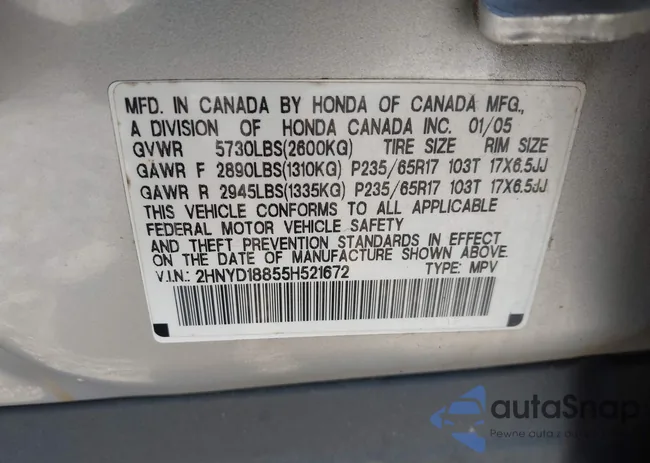 MFD. IN CANADA BY HONDA OF CANADA MFG.,
A DIVISION OF HONDA CANADA INC. 01/05
GVWR 5730LBS(2600KG) TIRE SIZE RIM SIZE
GAWR F 2890LBS(1310KG) P235/65R17 103T 17X6.5JJ
GAWR R 2945LBS(1335KG) P235/65R17 103T 17X6.5JJ
THIS VEHICLE CONFORMS TO ALL APPLICABLE
FEDERAL MOTOR VEHICLE SAFETY
AND THEFT PREVENTION STANDARDS IN EFFECT
ON THE DATE OF MANUFACTURE SHOWN ABOVE.
V.I.N.: 2HNYD18855H521672 TYPE: MPV
autaSnap
Pewne auta z